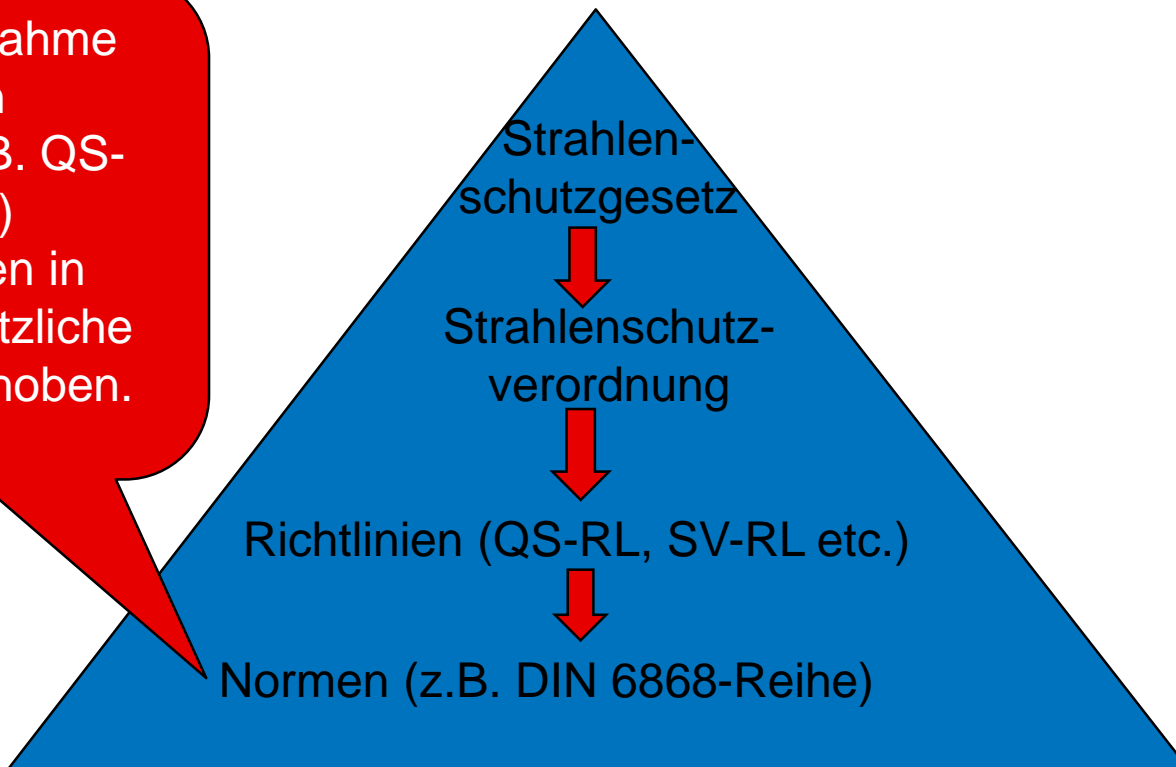 ahme
B. QS-
)
en in
tzliche
hoben.
Strahlen-
schutzgesetz
Strahlenschutz-
verordnung
Richtlinien (QS-RL, SV-RL etc.)
Normen (z.B. DIN 6868-Reihe)